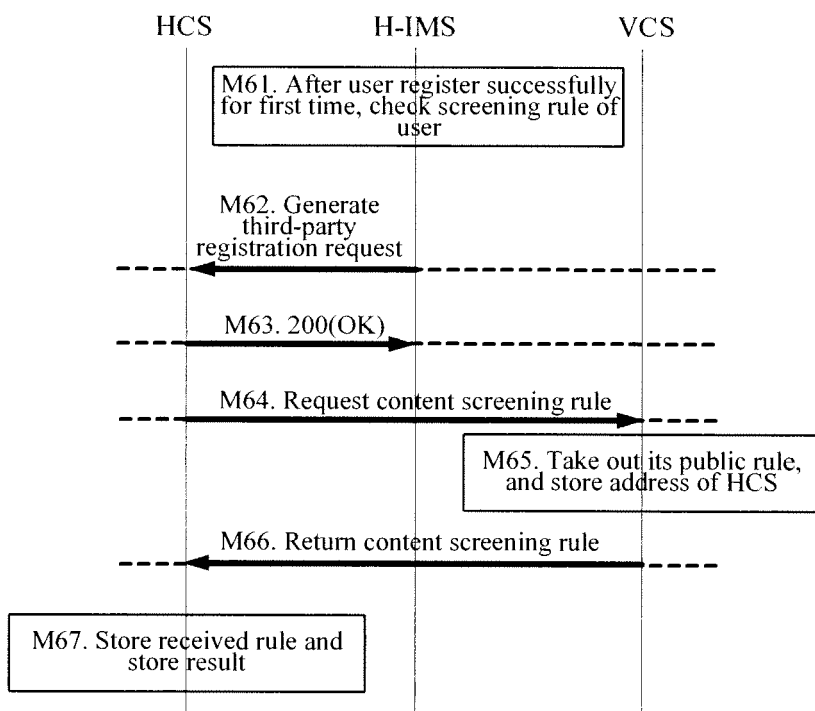 HCS H-IMS VCS
M61. After user register successfully
for first time, check screening rule of
user
M62. Generate
third-party
registration request
M63. 200(OK)
M64. Request content screening rule
M65. Take out its public rule,
and store address of HCS
M66. Return content screening rule
M67. Store received rule and
store result